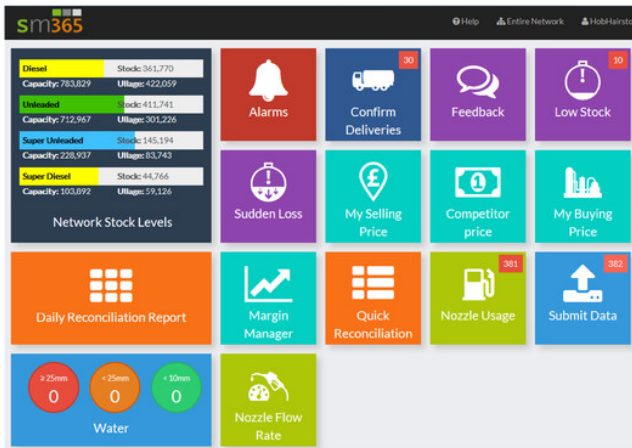 sm365
Help
Entire Network
HobHairsto
Diesel Stock: 361,770
Capacity: 783,829 Ullage: 422,059
Unleaded Stock: 411,741
Capacity: 712,967 Ullage: 301,226
Super Unleaded Stock: 145,194
Capacity: 228,937 Ullage: 83,743
Super Diesel Stock: 44,766
Capacity: 103,892 Ullage: 59,126
Network Stock Levels
Alarms
30
Confirm
Deliveries
Feedback
10
Low Stock
Sudden Loss
£
My Selling
Price
1
Competitor
price
My Buying
Price
Daily Reconciliation Report
Margin
Manager
Quick
Reconciliation
381
Nozzle Usage
382
Submit Data
≥25mm
0
<25mm
0
<10mm
0
Water
Nozzle Flow
Rate